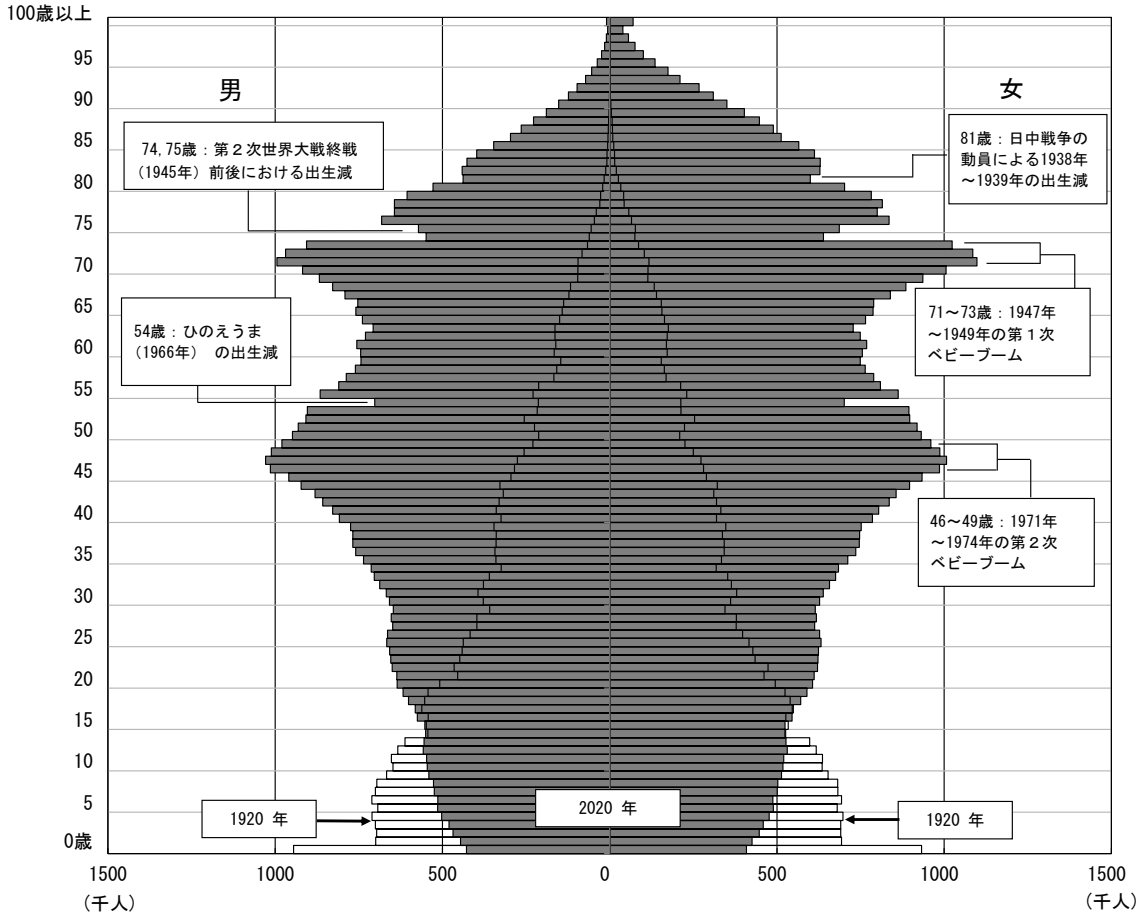 100歳以上
95
90
85
80
75
70
65
60
55
50
45
40
35
30
25
20
15
10
5
0歳
男
女
74,75歳：第２次世界大戦終戦
（1945年）前後における出生減
81歳：日中戦争の
動員による1938年
～1939年の出生減
54歳：ひのえうま
（1966年） の出生減
71～73歳：1947年
～1949年の第１次
ベビーブーム
46～49歳：1971年
～1974年の第２次
ベビーブーム
1920 年
2020 年
1920 年
1500
1000
500
0
500
1000
1500
（千人）
（千人）